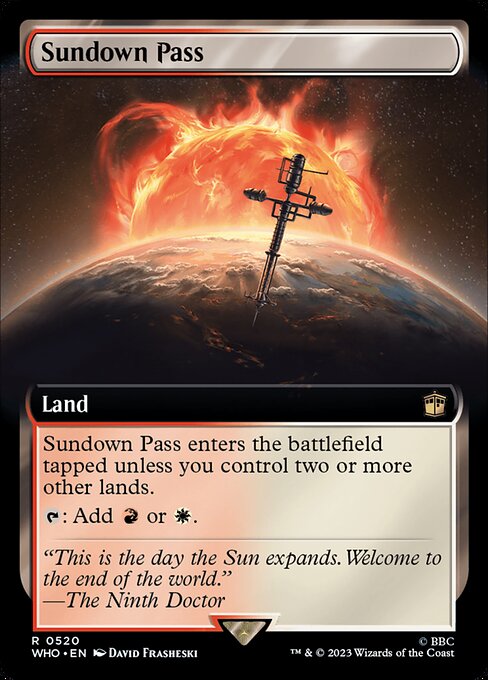 Sundown Pass
Land
Sundown Pass enters the battlefield
tapped unless you control two or more
other lands.
: Add or .
“This is the day the Sun expands. Welcome to
the end of the world.”
—The Ninth Doctor
R 0520
WHO • EN David Frasheski
© BBC
™ & © 2023 Wizards of the Coast